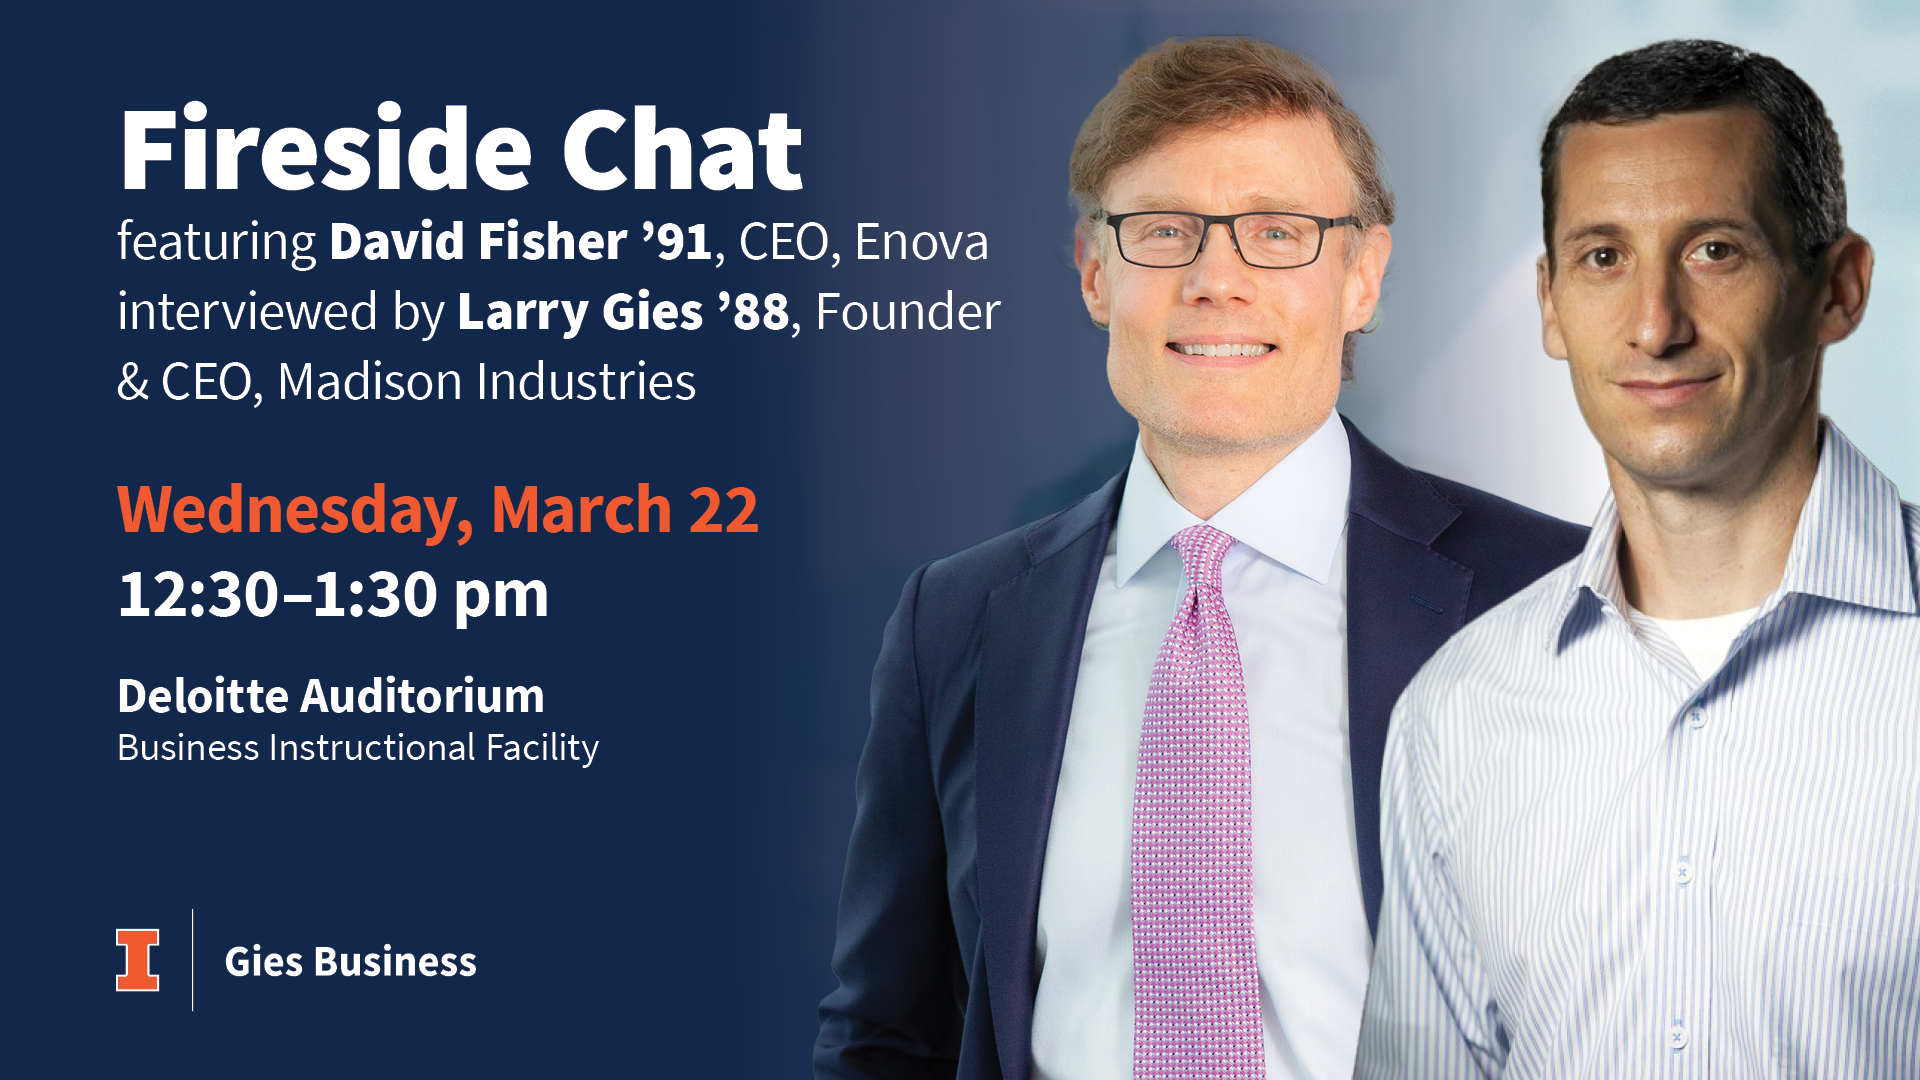 Fireside Chat
featuring David Fisher ’91, CEO, Enova
interviewed by Larry Gies ’88, Founder
& CEO, Madison Industries
Wednesday, March 22
12:30–1:30 pm
Deloitte Auditorium
Business Instructional Facility
I
Gies Business